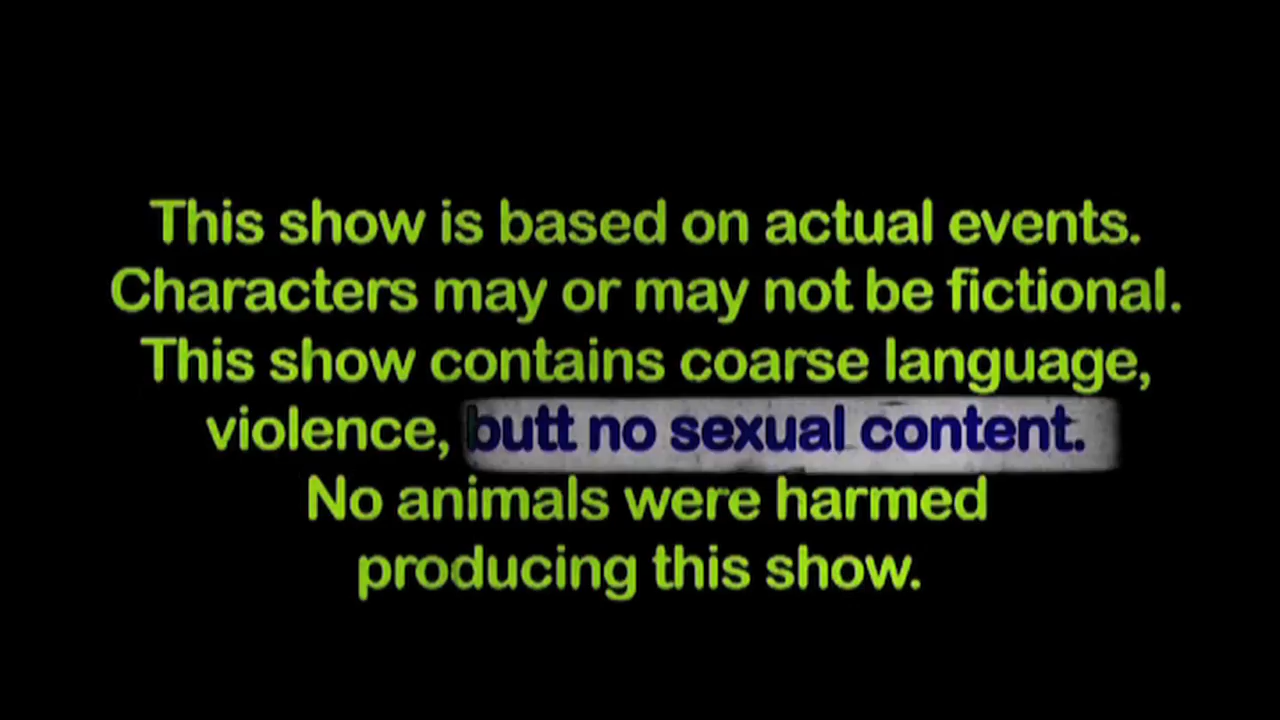 This show is based on actual events.
Characters may or may not be fictional.
This show contains coarse language,
violence, butt no sexual content.
No animals were harmed
producing this show.